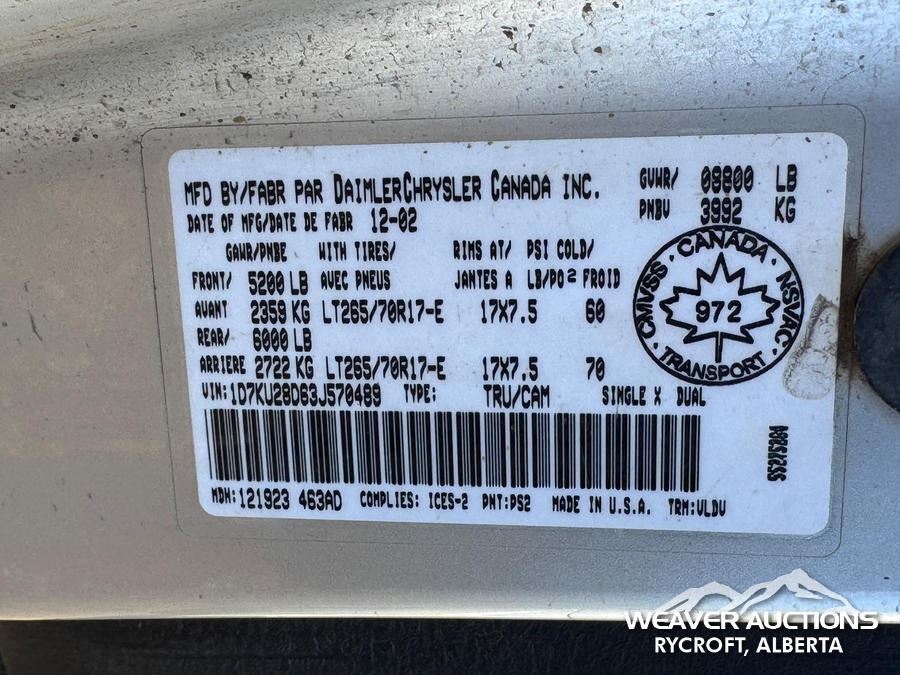 MFD BY/FABR PAR DAIMLERCHRYSLER CANADA INC. GVWR/ 08800 LB
DATE OF MFG/DATE DE FABR 12-02 PNBV 3992 KG
GAWR/PNBE WITH TIRES/ RIMS AT/ PSI COLD/
FRONT/ 5200 LB AVEC PNEUS JANTES A LB/PO2 FROID
AVANT 2359 KG LT265/70R17-E 17X7.5 60
REAR/ 6000 LB
ARRIERE 2722 KG LT265/70R17-E 17X7.5 70
VIN: 1D7KU28D63J570489 TYPE: TRU/CAM SINGLE X DUAL
MDH: 121923 463AD COMPLIES: ICES-2 PNT: PS2 MADE IN U.S.A. TRM: VLDV
CMVSS · CANADA · NSVAC · TRANSPORT ·
972
WEAVER AUCTIONS
RYCROFT, ALBERTA